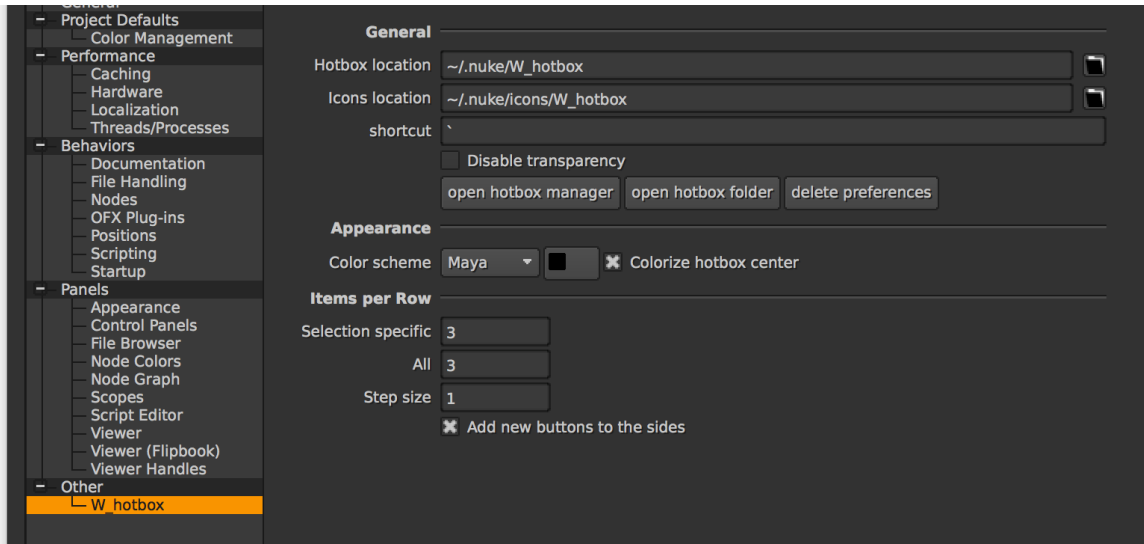 General
Project Defaults
Color Management
Performance
Caching
Hardware
Localization
Threads/Processes
Behaviors
Documentation
File Handling
Nodes
OFX Plug-ins
Positions
Scripting
Startup
Panels
Appearance
Control Panels
File Browser
Node Colors
Node Graph
Scopes
Script Editor
Viewer
Viewer (Flipbook)
Viewer Handles
Other
W_hotbox
General
Hotbox location ~/.nuke/W_hotbox
Icons location ~/.nuke/icons/W_hotbox
shortcut `
Disable transparency
open hotbox manager open hotbox folder delete preferences
Appearance
Color scheme Maya Colorize hotbox center
Items per Row
Selection specific 3
All 3
Step size 1
Add new buttons to the sides